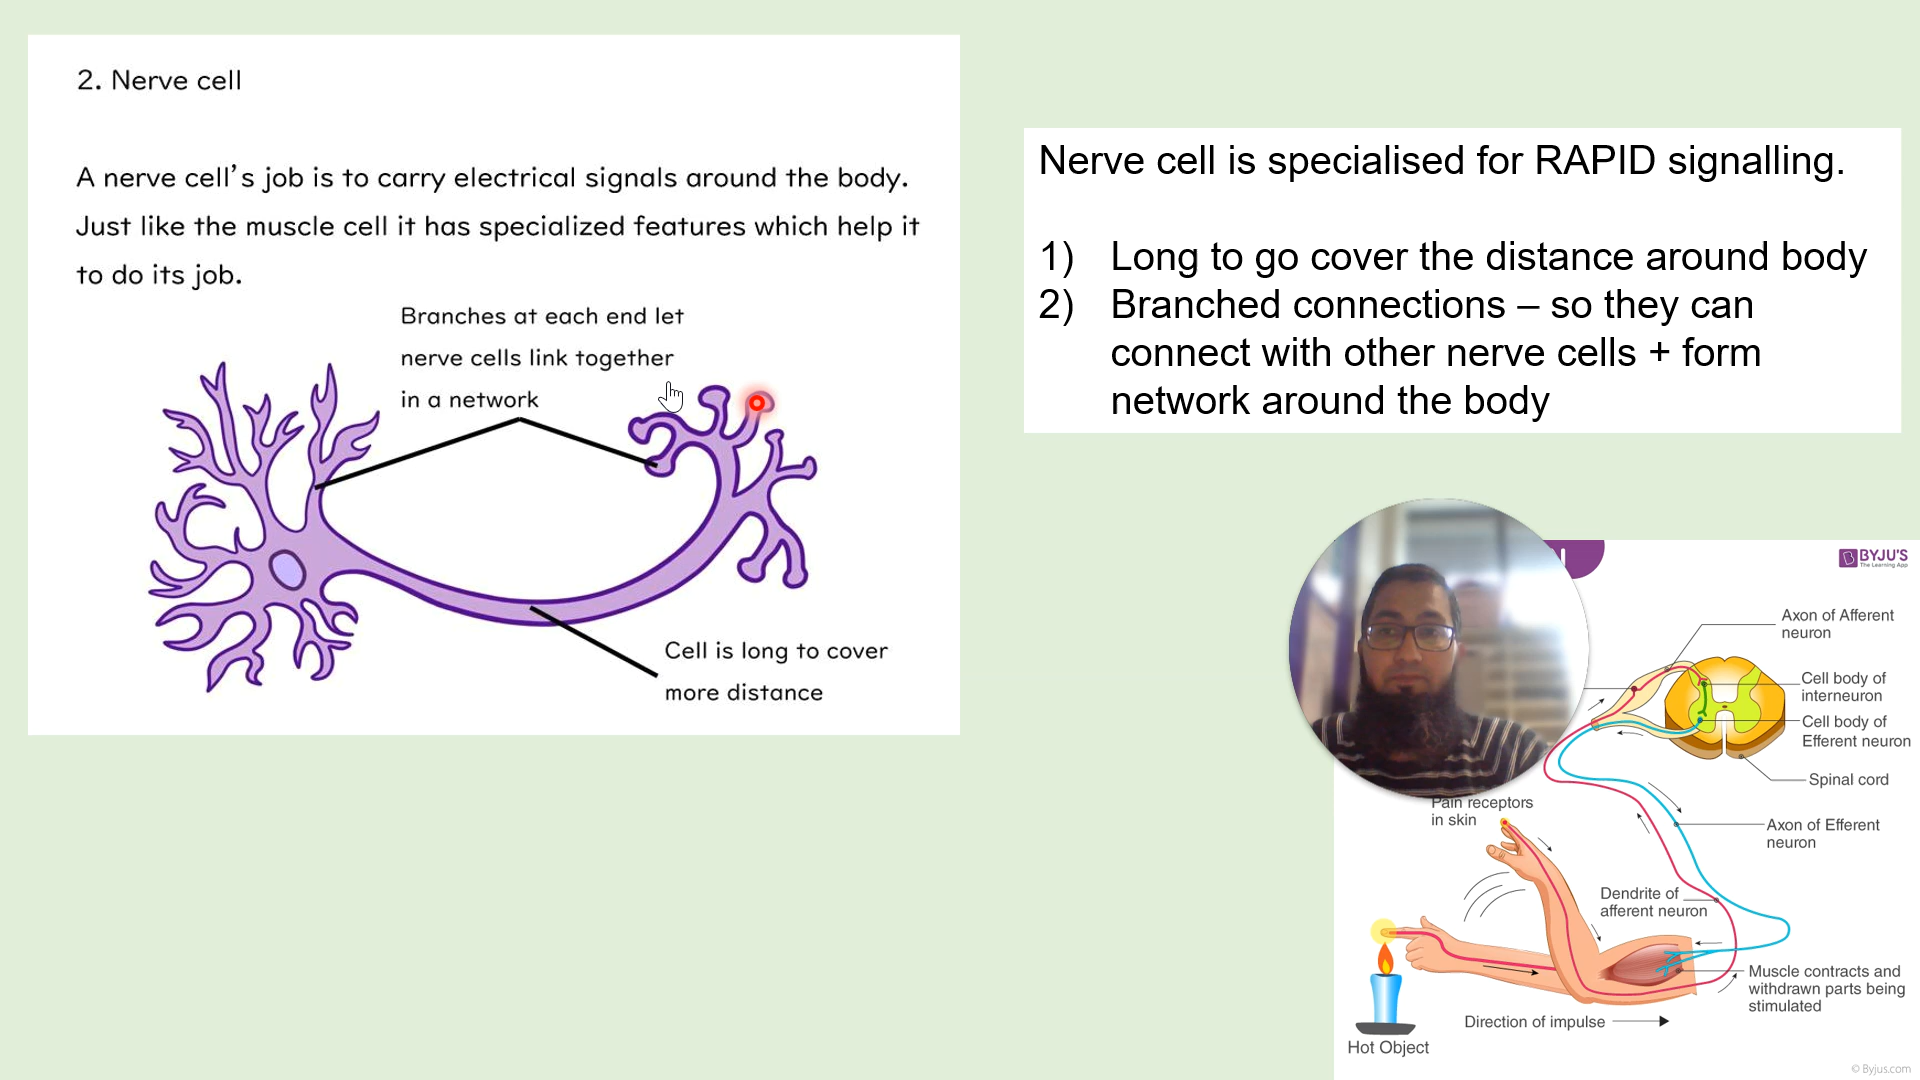 2. Nerve cell
A nerve cell's job is to carry electrical signals around the body.
Just like the muscle cell it has specialized features which help it
to do its job.
Branches at each end let
nerve cells link together
in a network
Cell is long to cover
more distance
Nerve cell is specialised for RAPID signalling.
1) Long to go cover the distance around body
2) Branched connections – so they can
connect with other nerve cells + form
network around the body
BYJU'S
The Learning App
Axon of Afferent
neuron
Cell body of
interneuron
Cell body of
Efferent neuron
Spinal cord
Axon of Efferent
neuron
Pain receptors
in skin
Dendrite of
afferent neuron
Muscle contracts and
withdrawn parts being
stimulated
Direction of impulse
Hot Object
© Byjus.com